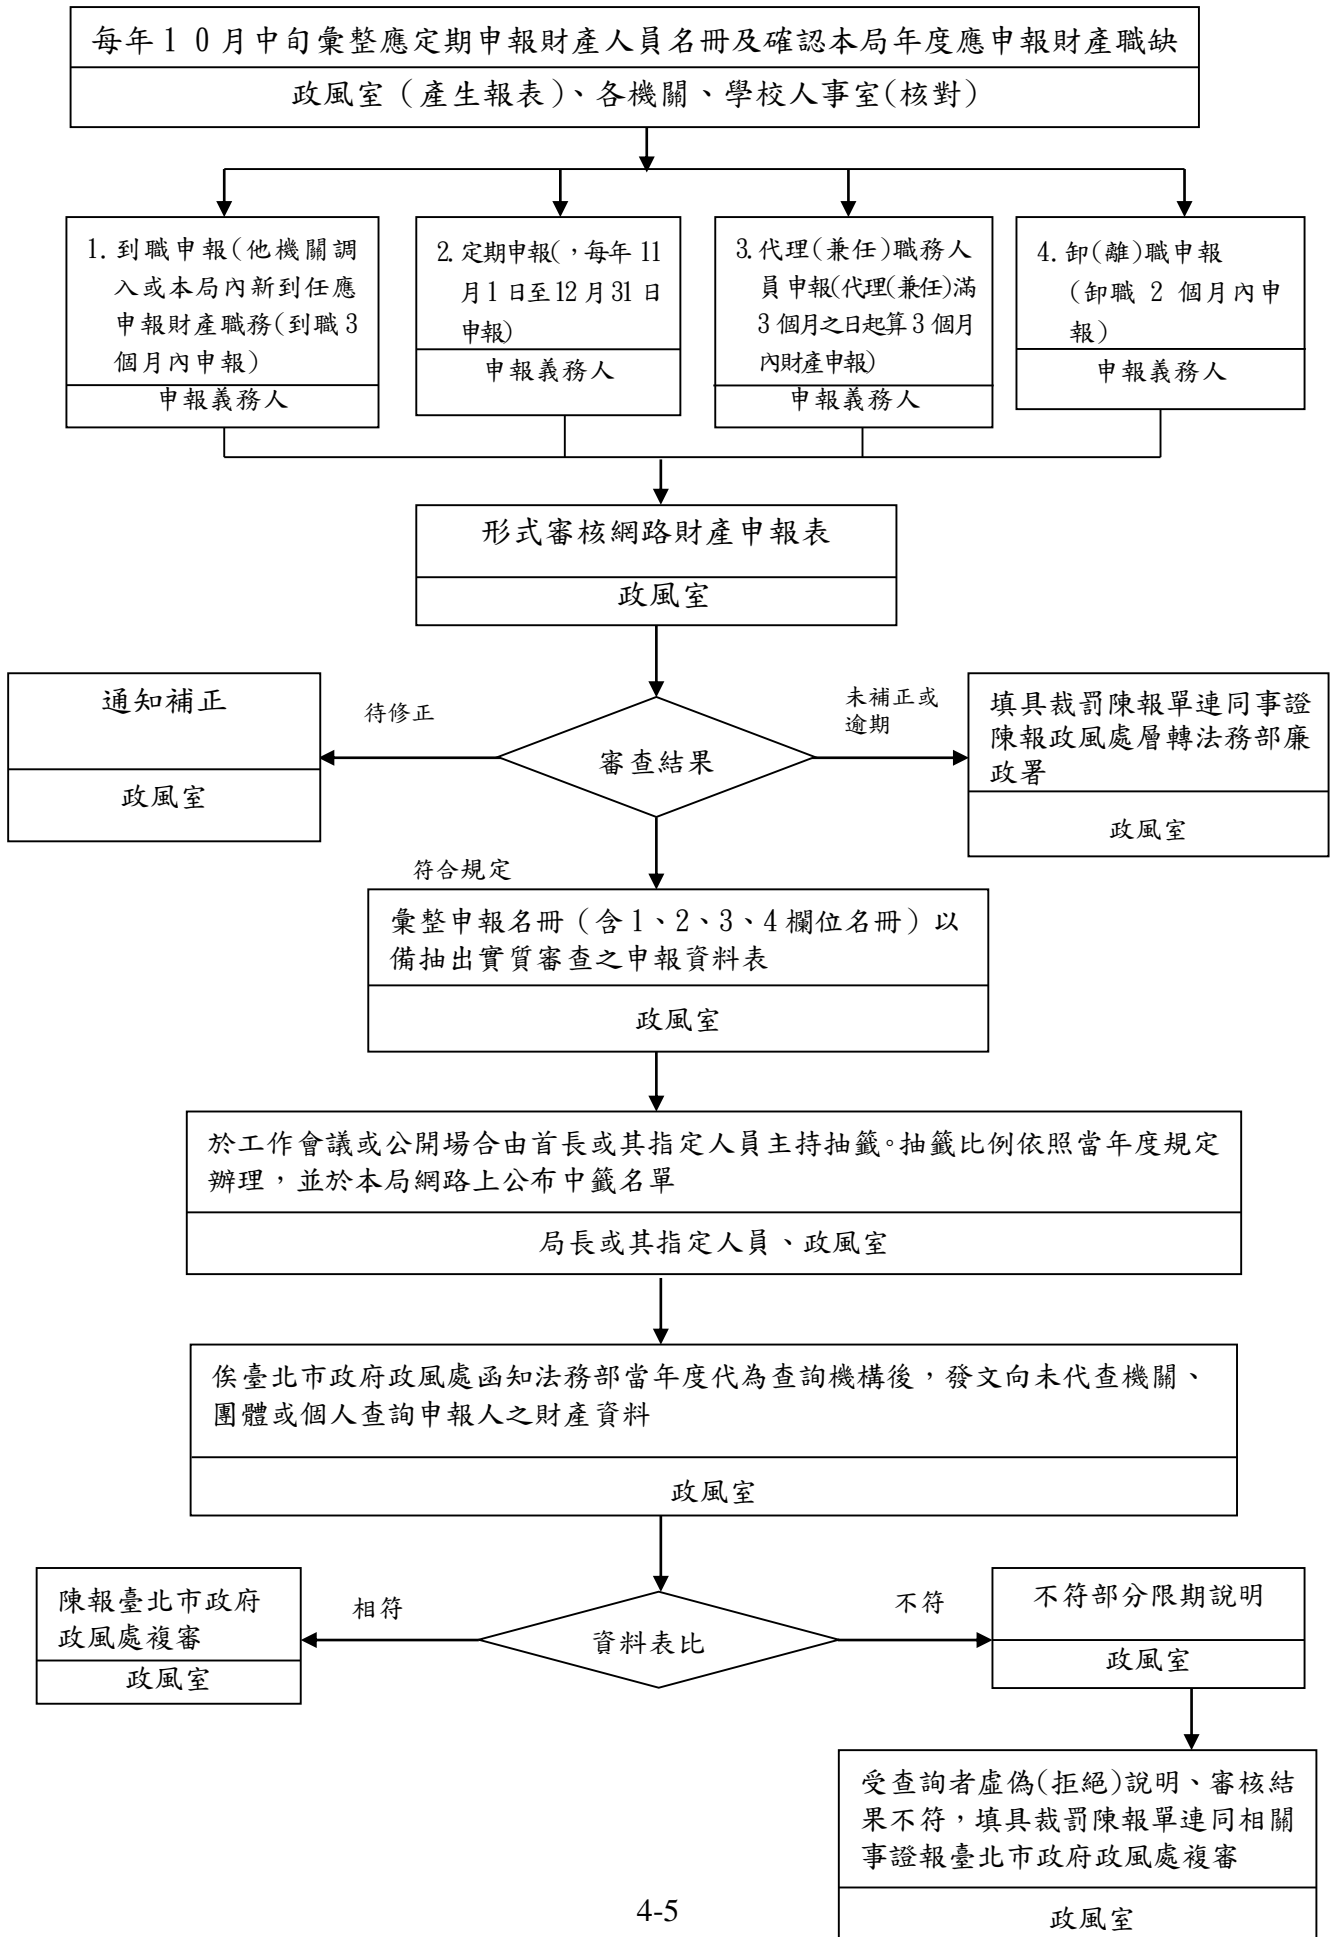 每年10月中旬彙整應定期申報財產人員名冊及確認本局年度應申報財產職缺
政風室（產生報表）、各機關、學校人事室(核對)
1.到職申報(他機關調
入或本局內新到任應
申報財產職務(到職3
個月內申報)
申報義務人
2.定期申報(，每年11
月1日至12月31日
申報)
申報義務人
3.代理(兼任)職務人
員申報(代理(兼任)滿
3個月之日起算3個月
內財產申報)
申報義務人
4.卸(離)職申報
(卸職 2 個月內申
報)
申報義務人
形式審核網路財產申報表
政風室
通知補正
政風室
待修正
審查結果
未補正或
逾期
填具裁罰陳報單連同事證
陳報政風處層轉法務部廉
政署
政風室
符合規定
彙整申報名冊（含1、2、3、4欄位名冊）以
備抽出實質審查之申報資料表
政風室
於工作會議或公開場合由首長或其指定人員主持抽籤。抽籤比例依照當年度規定
辦理，並於本局網路上公布中籤名單
局長或其指定人員、政風室
俟臺北市政府政風處函知法務部當年度代為查詢機構後，發文向未代查機關、
團體或個人查詢申報人之財產資料
政風室
陳報臺北市政府
政風處複審
政風室
相符
資料表比
不符
不符部分限期說明
政風室
受查詢者虛偽(拒絕)說明、審核結
果不符，填具裁罰陳報單連同相關
事證報臺北市政府政風處複審
政風室
4-5